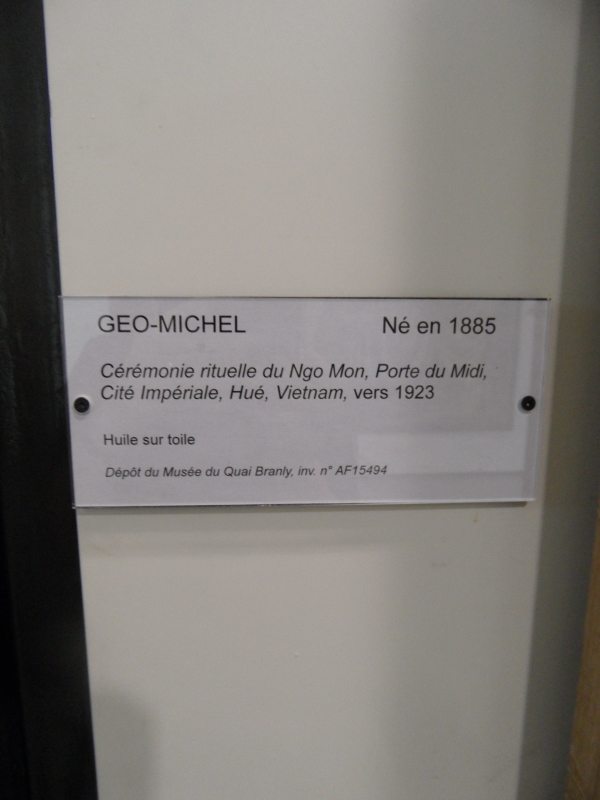 GEO-MICHEL Né en 1885
Cérémonie rituelle du Ngo Mon, Porte du Midi,
Cité Impériale, Hué, Vietnam, vers 1923
Huile sur toile
Dépôt du Musée du Quai Branly, inv. n° AF15494